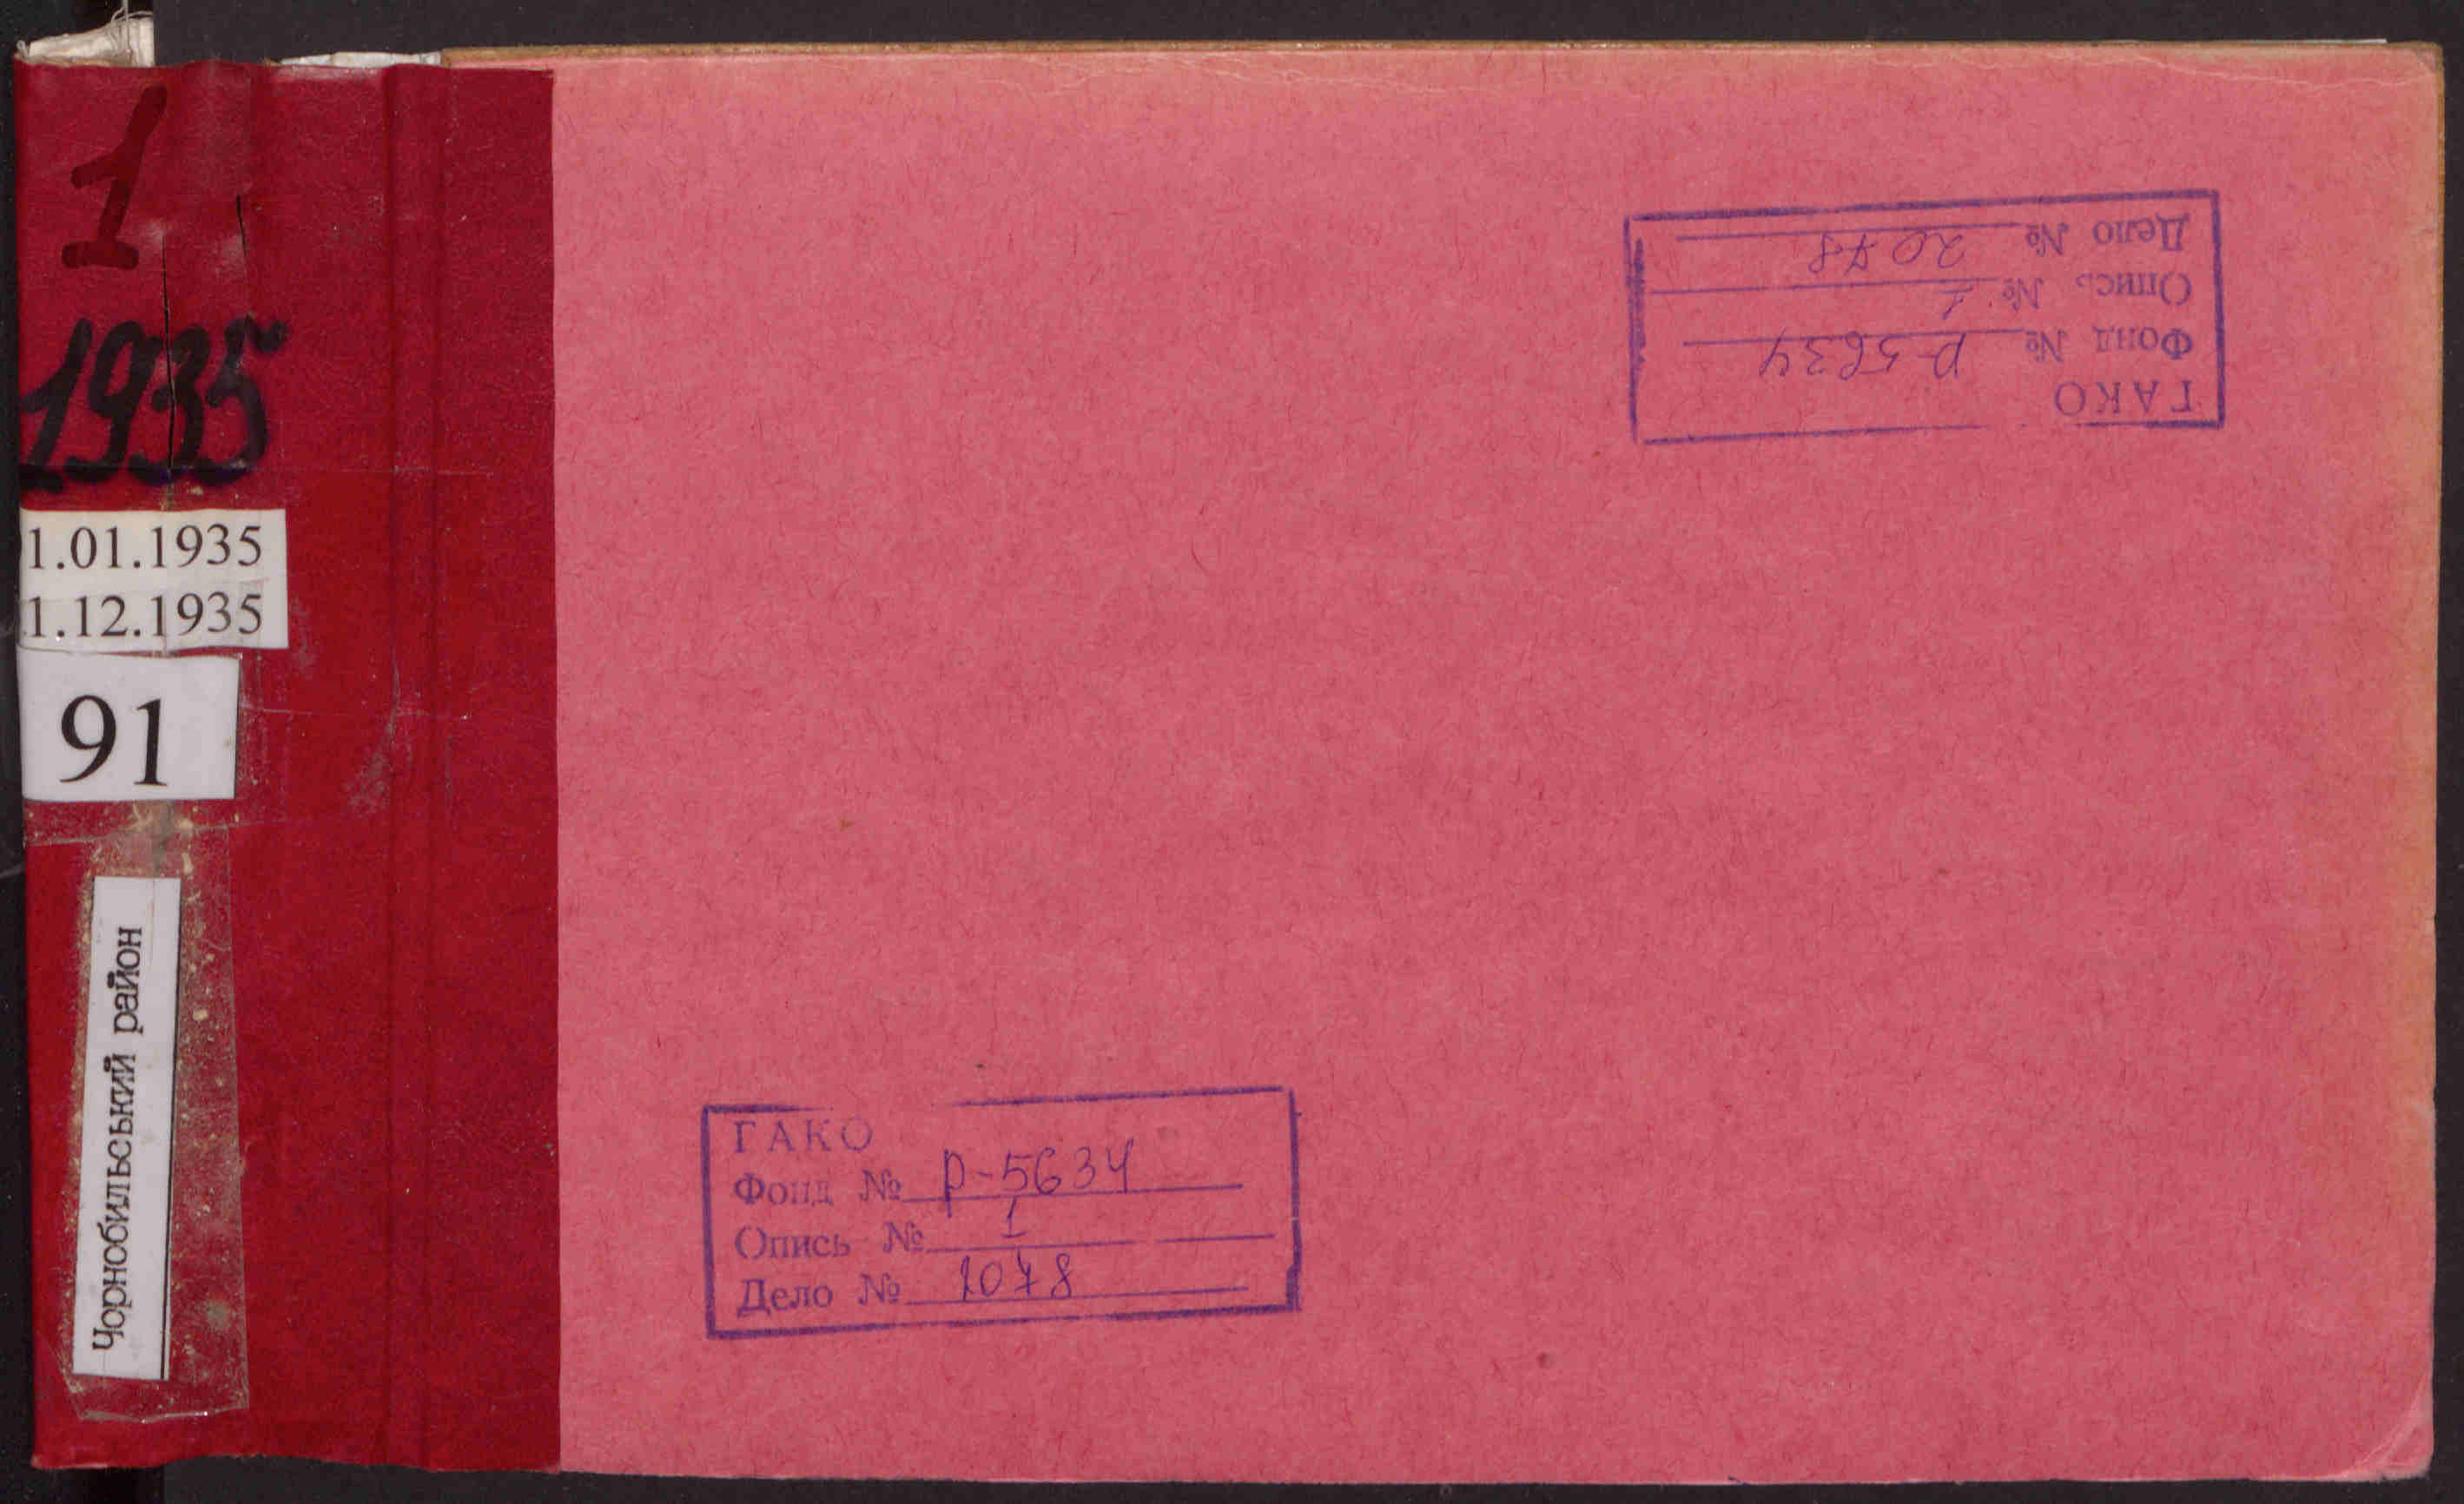 1
1935
1.01.1935
1.12.1935
91
Чорнобильський район
ГАКО
Фонд № Р-5634
Опись № 1
Дело № 2078
ГАКО
Фонд № Р-5634
Опись № 1
Дело № 2078